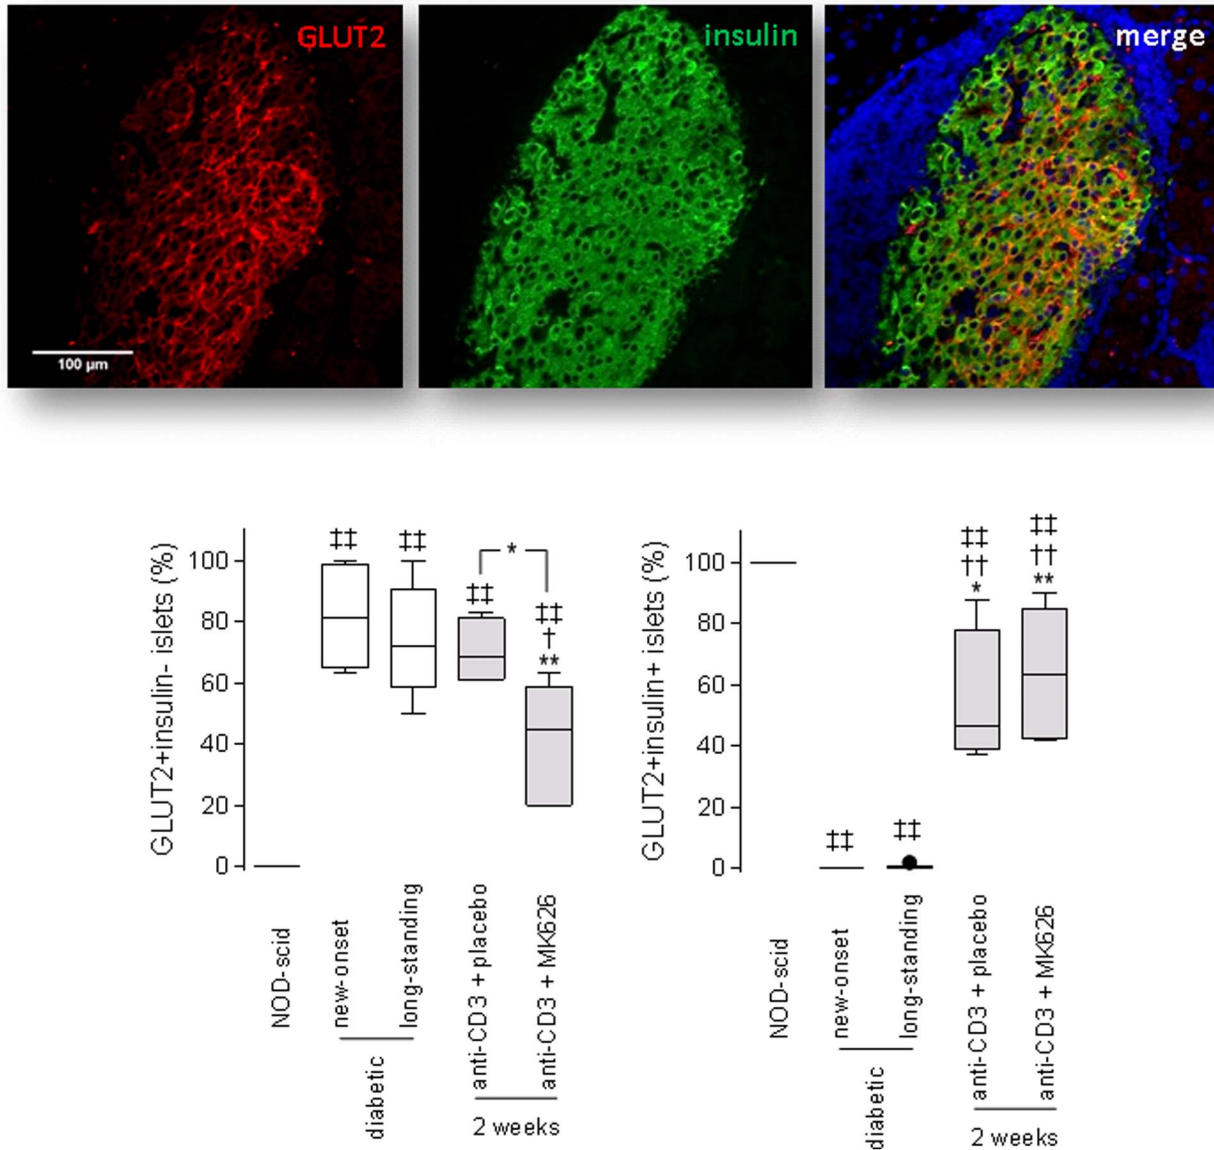 GLUT2
insulin
merge
100 µm
GLUT2+insulin- islets (%)
100
80
60
40
20
0
‡‡
‡‡
‡‡
*
‡‡
†
**
NOD-scid
new-onset
long-standing
anti-CD3 + placebo
anti-CD3 + MK626
diabetic
2 weeks
GLUT2+insulin+ islets (%)
100
80
60
40
20
0
‡‡
‡‡
‡‡
††
*
‡‡
††
**
NOD-scid
new-onset
long-standing
anti-CD3 + placebo
anti-CD3 + MK626
diabetic
2 weeks